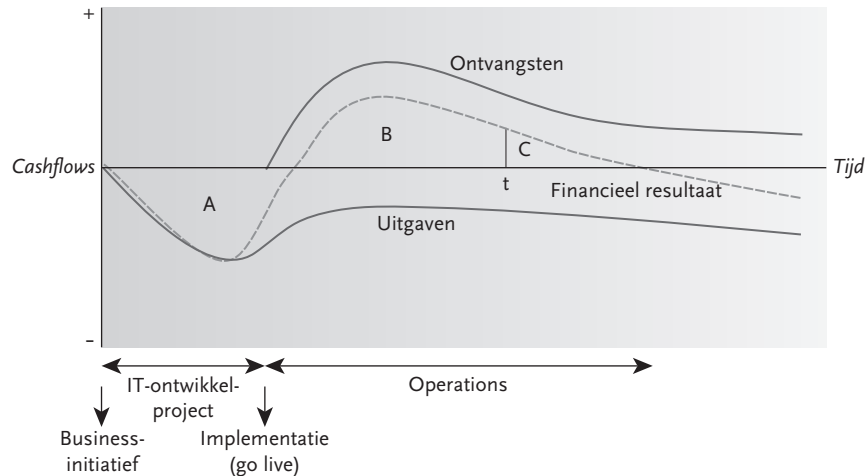 +
Ontvangsten
B
C
Cashflows
Tijd
t
A
Financieel resultaat
Uitgaven
-
IT-ontwikkel-
project
Operations
Business-
initiatief
Implementatie
(go live)